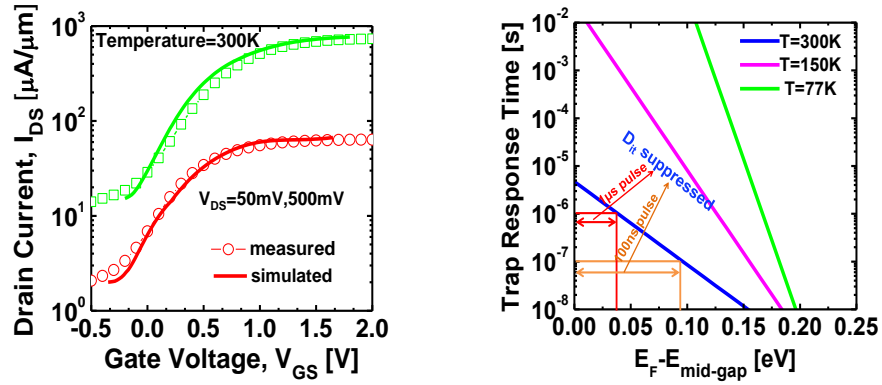 Drain Current, I_DS [μA/μm]
10³
10²
10¹
10⁰
Temperature=300K
V_DS=50mV,500mV
measured
simulated
-0.5 0.0 0.5 1.0 1.5 2.0
Gate Voltage, V_GS [V]
Trap Response Time [s]
10⁻²
10⁻³
10⁻⁴
10⁻⁵
10⁻⁶
10⁻⁷
10⁻⁸
T=300K
T=150K
T=77K
D_it suppressed
μs pulse
100ns pulse
0.00 0.05 0.10 0.15 0.20 0.25
E_F-E_mid-gap [eV]